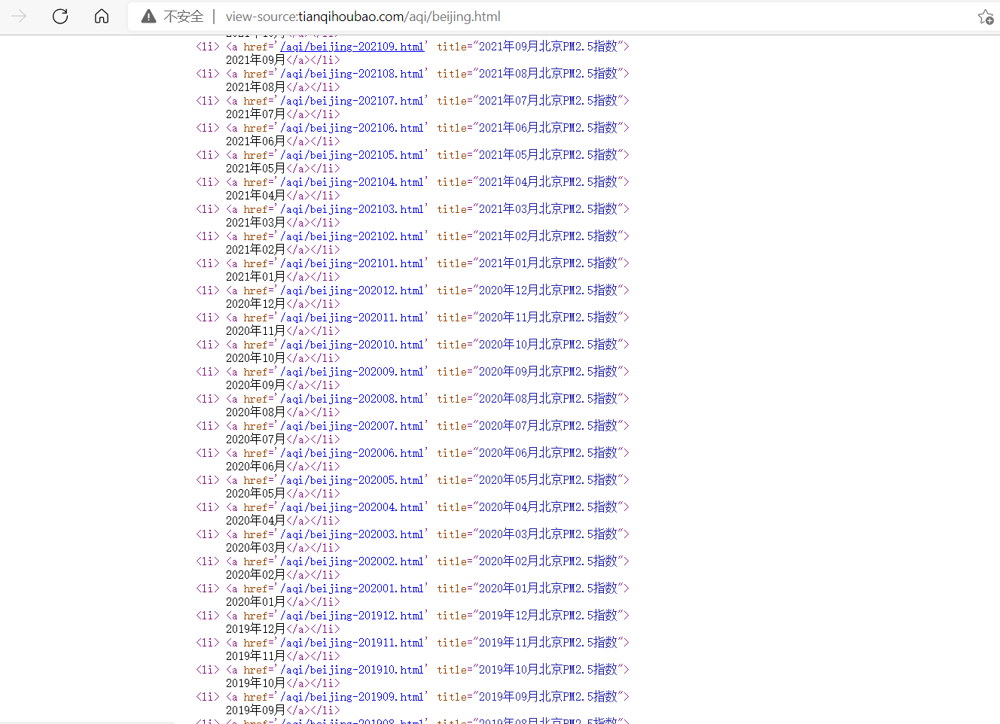 不安全 | view-source:tianqihoubao.com/aqi/beijing.html
2021年10月</a></li>
<li> <a href='/aqi/beijing-202109.html' title="2021年09月北京PM2.5指数">
2021年09月</a></li>
<li> <a href='/aqi/beijing-202108.html' title="2021年08月北京PM2.5指数">
2021年08月</a></li>
<li> <a href='/aqi/beijing-202107.html' title="2021年07月北京PM2.5指数">
2021年07月</a></li>
<li> <a href='/aqi/beijing-202106.html' title="2021年06月北京PM2.5指数">
2021年06月</a></li>
<li> <a href='/aqi/beijing-202105.html' title="2021年05月北京PM2.5指数">
2021年05月</a></li>
<li> <a href='/aqi/beijing-202104.html' title="2021年04月北京PM2.5指数">
2021年04月</a></li>
<li> <a href='/aqi/beijing-202103.html' title="2021年03月北京PM2.5指数">
2021年03月</a></li>
<li> <a href='/aqi/beijing-202102.html' title="2021年02月北京PM2.5指数">
2021年02月</a></li>
<li> <a href='/aqi/beijing-202101.html' title="2021年01月北京PM2.5指数">
2021年01月</a></li>
<li> <a href='/aqi/beijing-202012.html' title="2020年12月北京PM2.5指数">
2020年12月</a></li>
<li> <a href='/aqi/beijing-202011.html' title="2020年11月北京PM2.5指数">
2020年11月</a></li>
<li> <a href='/aqi/beijing-202010.html' title="2020年10月北京PM2.5指数">
2020年10月</a></li>
<li> <a href='/aqi/beijing-202009.html' title="2020年09月北京PM2.5指数">
2020年09月</a></li>
<li> <a href='/aqi/beijing-202008.html' title="2020年08月北京PM2.5指数">
2020年08月</a></li>
<li> <a href='/aqi/beijing-202007.html' title="2020年07月北京PM2.5指数">
2020年07月</a></li>
<li> <a href='/aqi/beijing-202006.html' title="2020年06月北京PM2.5指数">
2020年06月</a></li>
<li> <a href='/aqi/beijing-202005.html' title="2020年05月北京PM2.5指数">
2020年05月</a></li>
<li> <a href='/aqi/beijing-202004.html' title="2020年04月北京PM2.5指数">
2020年04月</a></li>
<li> <a href='/aqi/beijing-202003.html' title="2020年03月北京PM2.5指数">
2020年03月</a></li>
<li> <a href='/aqi/beijing-202002.html' title="2020年02月北京PM2.5指数">
2020年02月</a></li>
<li> <a href='/aqi/beijing-202001.html' title="2020年01月北京PM2.5指数">
2020年01月</a></li>
<li> <a href='/aqi/beijing-201912.html' title="2019年12月北京PM2.5指数">
2019年12月</a></li>
<li> <a href='/aqi/beijing-201911.html' title="2019年11月北京PM2.5指数">
2019年11月</a></li>
<li> <a href='/aqi/beijing-201910.html' title="2019年10月北京PM2.5指数">
2019年10月</a></li>
<li> <a href='/aqi/beijing-201909.html' title="2019年09月北京PM2.5指数">
2019年09月</a></li>
<li> <a href='/aqi/beijing-201908.html' title="2019年08月北京PM2.5指数">